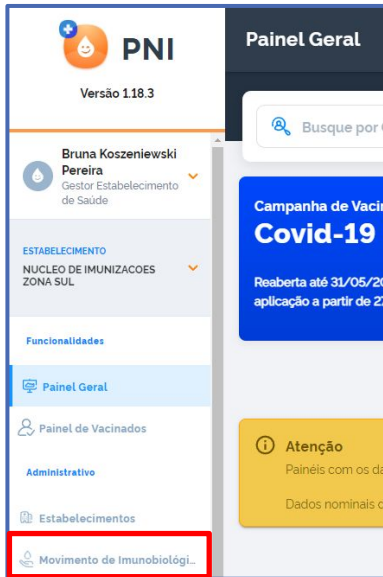 PNI
Versão 1.18.3
Bruna Koszeniewski
Pereira
Gestor Estabelecimento
de Saúde
ESTABELECIMENTO
NUCLEO DE IMUNIZACOES
ZONA SUL
Funcionalidades
Painel Geral
Painel de Vacinados
Administrativo
Estabelecimentos
Movimento de Imunobiológi...
Painel Geral
Busque por
Campanha de Vaci
Covid-19
Reaberta até 31/05/20
aplicação a partir de 2
Atenção
Painéis com os da
Dados nominais